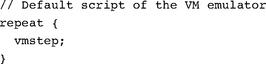 // Default script of the VM emulator
repeat {
  vmstep;
}